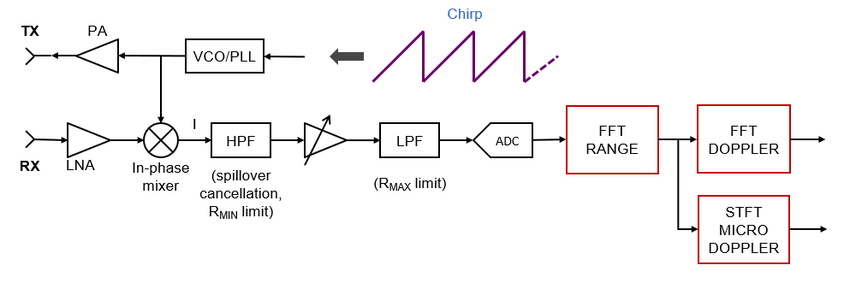 Chirp
TX
PA
VCO/PLL
I
RX
LNA
In-phase
mixer
HPF
(spillover
cancellation,
RMIN limit)
LPF
(RMAX limit)
ADC
FFT
RANGE
FFT
DOPPLER
STFT
MICRO
DOPPLER